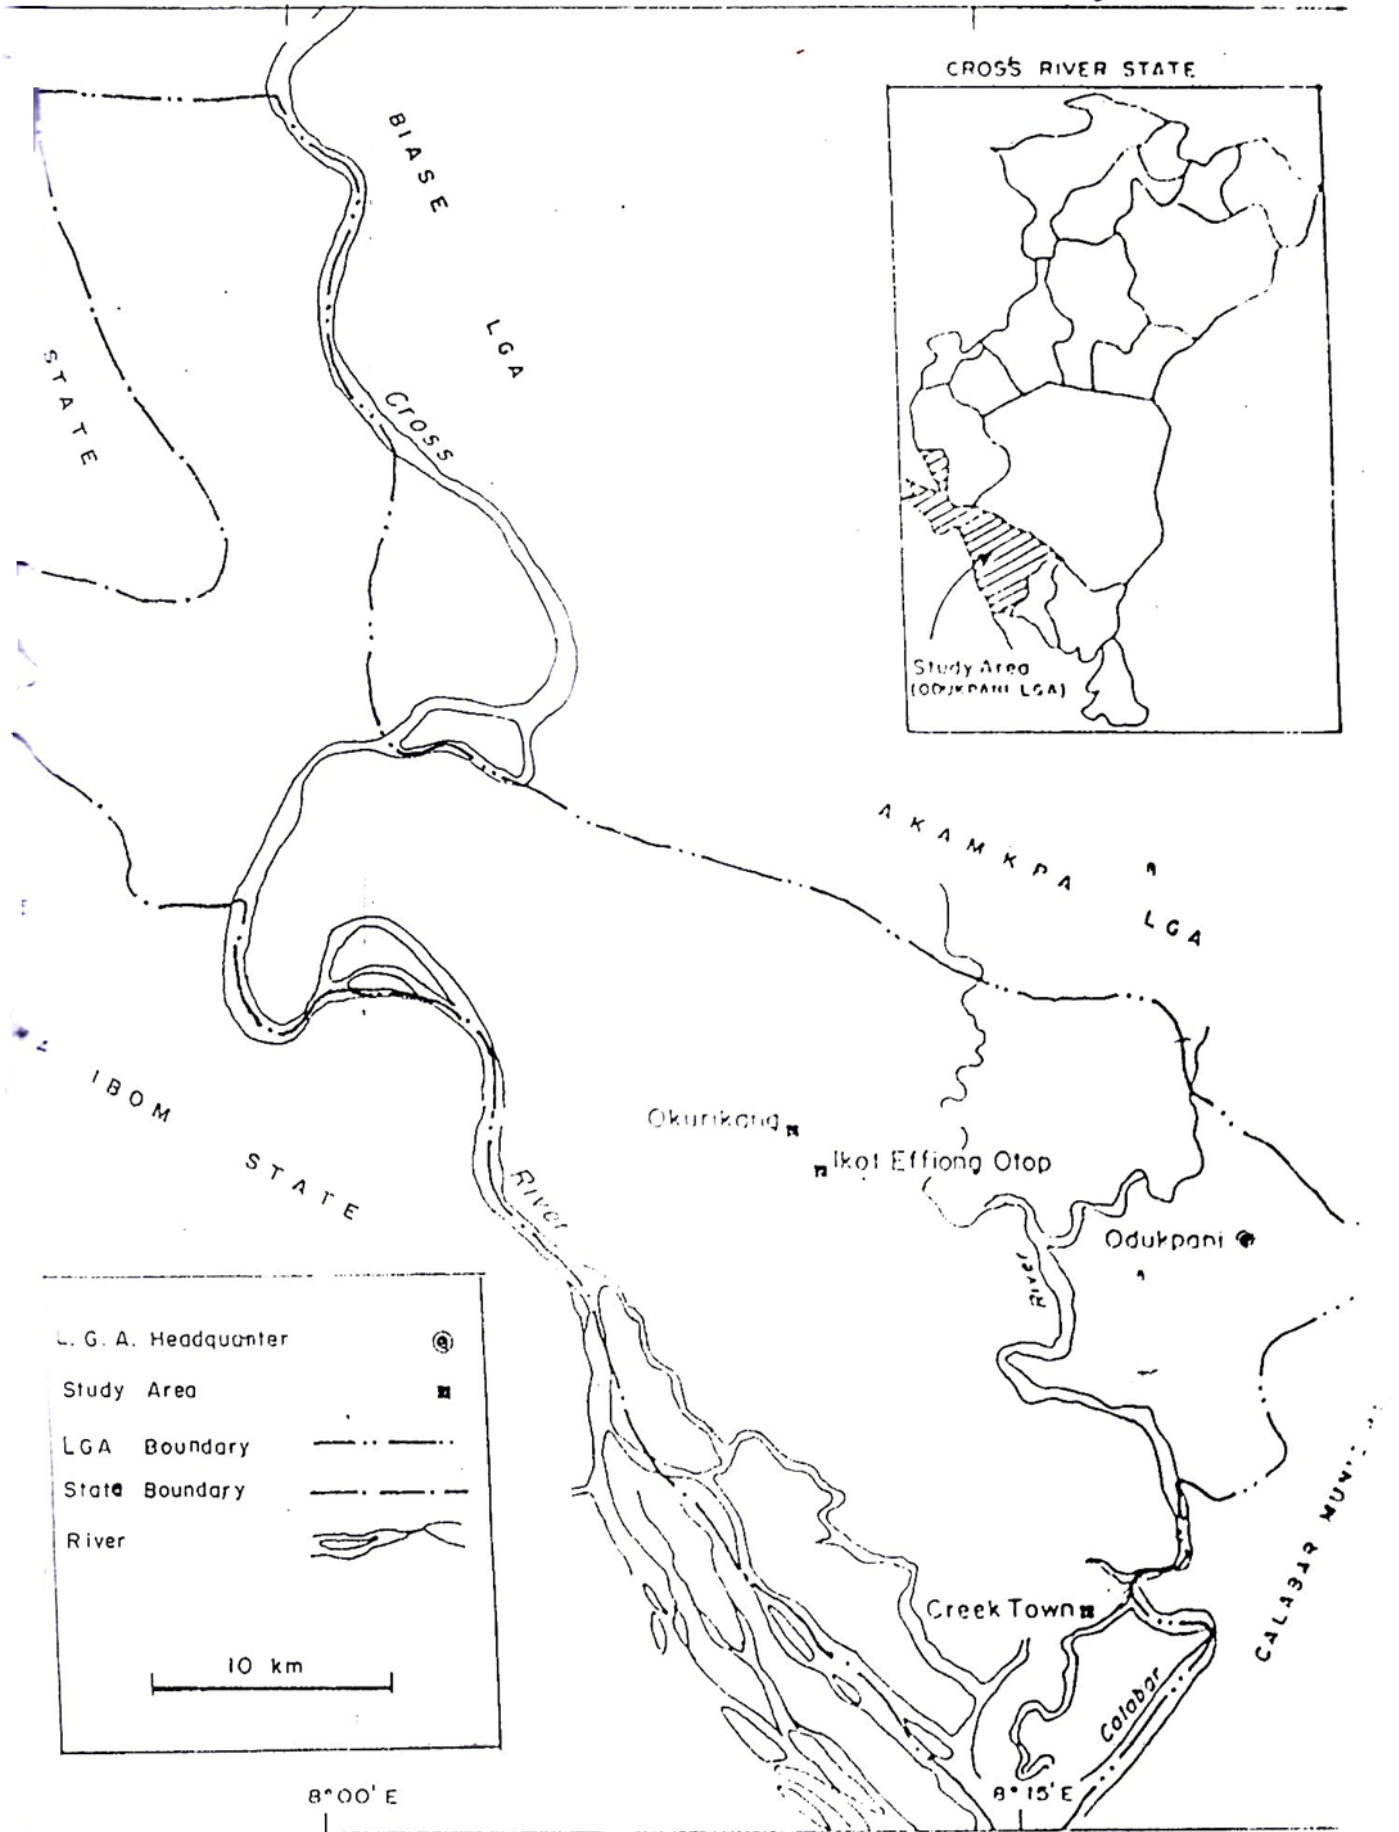 CROSS RIVER STATE
BIASE
LGA
STATE
Cross
Study Area
(ODUKPANI LGA)
AKAMKPA
LGA
IBOM
STATE
Okurikang
Ikot Effiong Otop
River
Odukpani
River
L. G. A. Headquanter
Study Area
LGA Boundary
State Boundary
River
10 km
Creek Town
CALABAR MUNI
Calabar
8°00' E
8°15' E